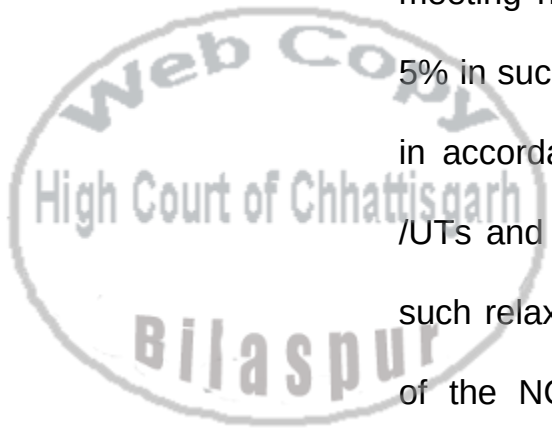 meeting
Web Copy
5% in suc
in accorda
High Court of Chhattisgarh
/UTs and
such relax
Bilaspur
of the NC